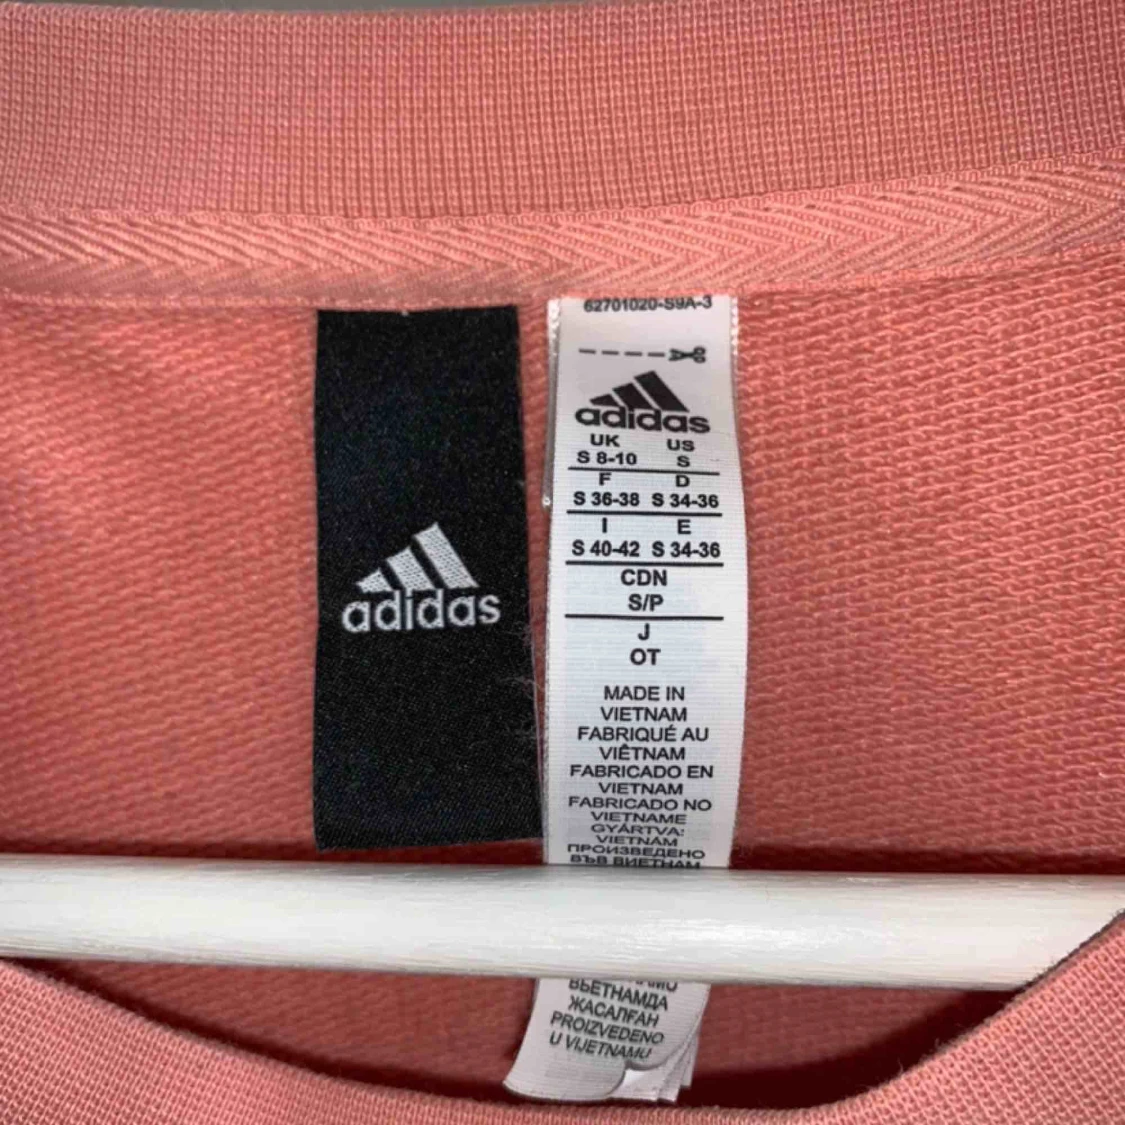 adidas
62701020-S9A-3
adidas
UK US
S 8-10 S
F D
S 36-38 S 34-36
I E
S 40-42 S 34-36
CDN
S/P
J
OT
MADE IN
VIETNAM
FABRIQUÉ AU
VIÊTNAM
FABRICADO EN
VIETNAM
FABRICADO NO
VIETNAME
GYÁRTVA:
VIETNAM
ПРОИЗВЕДЕНО
ВЪВ ВИЕТНАМ
ВЬЕТНАМДА
ЖАСАЛҒАН
PROIZVEDENO
U VIJETNAMU